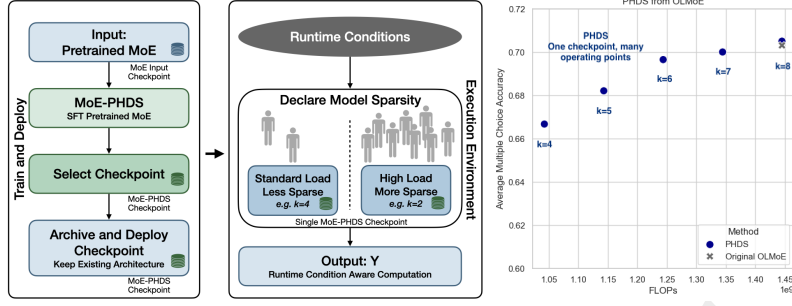 Train and Deploy
Input:
Pretrained MoE
MoE Input
Checkpoint
MoE-PHDS
SFT Pretrained MoE
Select Checkpoint
MoE-PHDS
Checkpoint
Archive and Deploy
Checkpoint
Keep Existing Architecture
MoE-PHDS
Checkpoint
Runtime Conditions
Execution Environment
Declare Model Sparsity
Standard Load
Less Sparse
e.g. k=4
High Load
More Sparse
e.g. k=2
Single MoE-PHDS Checkpoint
Output: Y
Runtime Condition Aware Computation
PHDS from OLMoE
Average Multiple Choice Accuracy
0.72
0.70
0.68
0.66
0.64
0.62
0.60
PHDS
One checkpoint, many
operating points
k=4
k=5
k=6
k=7
k=8
Method
PHDS
Original OLMoE
1.05 1.10 1.15 1.20 1.25 1.30 1.35 1.40 1.45
1e9
FLOPs